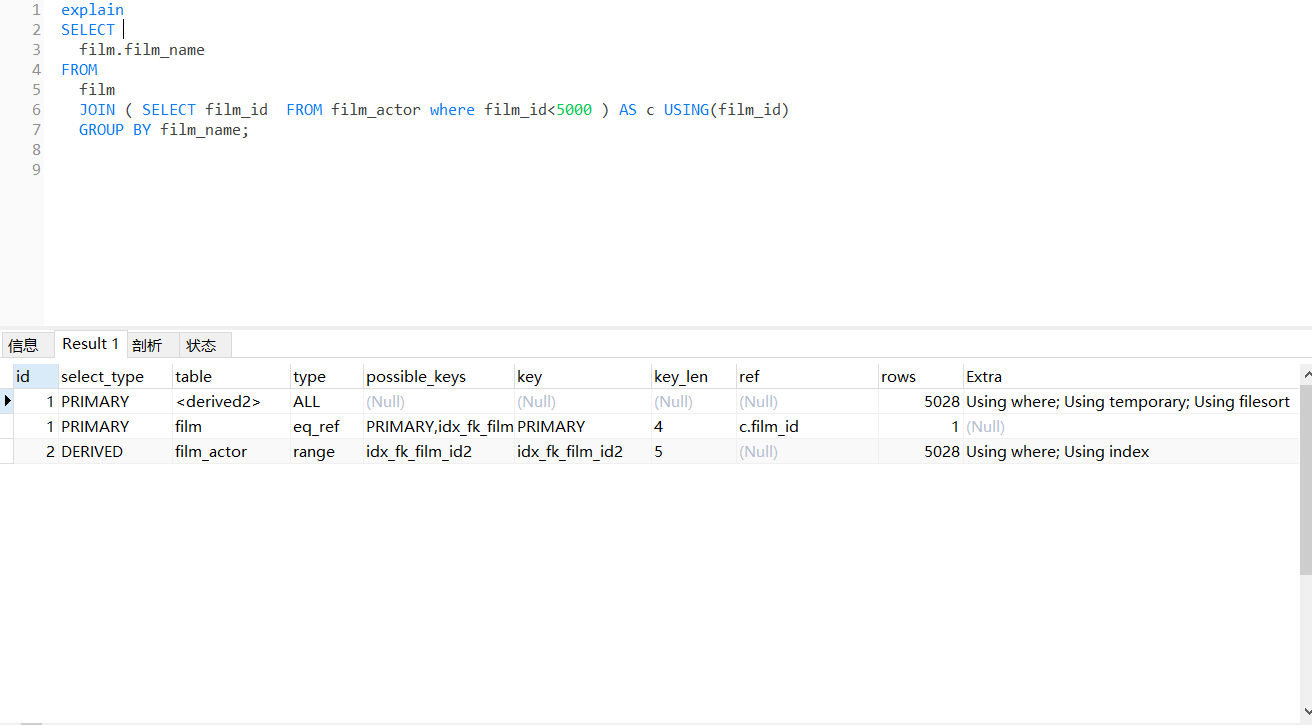 1 explain
2 SELECT
3 film.film_name
4 FROM
5 film
6 JOIN ( SELECT film_id  FROM film_actor where film_id<5000 ) AS c USING(film_id)
7 GROUP BY film_name;
8
9
信息 Result 1 剖析 状态
id select_type table type possible_keys key key_len ref rows Extra
1 PRIMARY <derived2> ALL (Null) (Null) (Null) (Null) 5028 Using where; Using temporary; Using filesort
1 PRIMARY film eq_ref PRIMARY,idx_fk_film PRIMARY 4 c.film_id 1 (Null)
2 DERIVED film_actor range idx_fk_film_id2 idx_fk_film_id2 5 (Null) 5028 Using where; Using index